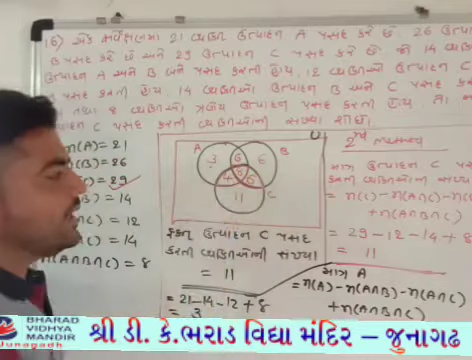 16) એક સર્વેક્ષણમાં 21 વ્યક્તિ ઉત્પાદન A પસંદ કરે છે, 26 ઉત્પાદન
B પસંદ કરે છે અને 29 ઉત્પાદન C પસંદ કરે છે. જો 14 વ્યક્તિ
ઉત્પાદન A અને B બંને પસંદ કરતી હોય, 12 વ્યક્તિઓ ઉત્પાદન C
પસંદ કરતી હોય, 14 વ્યક્તિઓ ઉત્પાદન B અને C પસંદ કરતી
તથા 8 વ્યક્તિઓ ત્રણેય ઉત્પાદન પસંદ કરતી હોય, તો
ઉત્પાદન C પસંદ કરતી વ્યક્તિઓની સંખ્યા શોધો.
n(A) = 21
n(B) = 26
= 29
∩C) = 12
∩C) = 14
n(A∩B∩C) = 8
U
A
B
C
3
6
6
4
8
6
11
ફક્ત ઉત્પાદન C પસંદ
કરતી વ્યક્તિઓની સંખ્યા
= 11
= 21-14-12+8
= 3
માત્ર ઉત્પાદન C પસંદ
કરતી વ્યક્તિઓની સંખ્યા
= n(C) - n(A∩C) - n(B∩C)
+n(A∩B∩C)
= 29 - 12 - 14 + 8
= 11
માત્ર A
= n(A) - n(A∩B) - n(A∩C)
+n(A∩B∩C)
BHARAD
VIDHYA
MANDIR
Junagadh
શ્રી ડી. કે.ભરાડ વિદ્યા મંદિર – જુનાગઢ